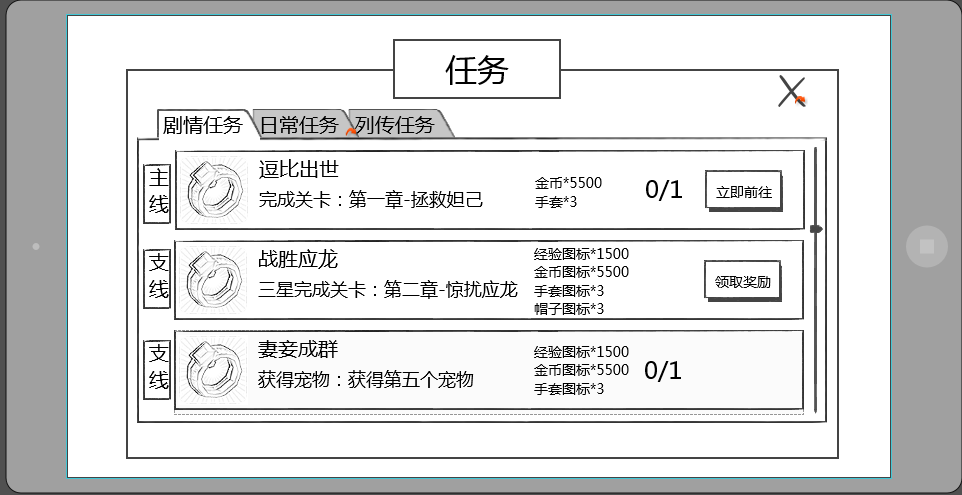 任务
剧情任务 日常任务 列传任务
主线
逗比出世
完成关卡：第一章-拯救妲己
金币*5500
手套*3
0/1
立即前往
支线
战胜应龙
三星完成关卡：第二章-惊扰应龙
经验图标*1500
金币图标*5500
手套图标*3
帽子图标*3
领取奖励
支线
妻妾成群
获得宠物：获得第五个宠物
经验图标*1500
金币图标*5500
手套图标*3
0/1